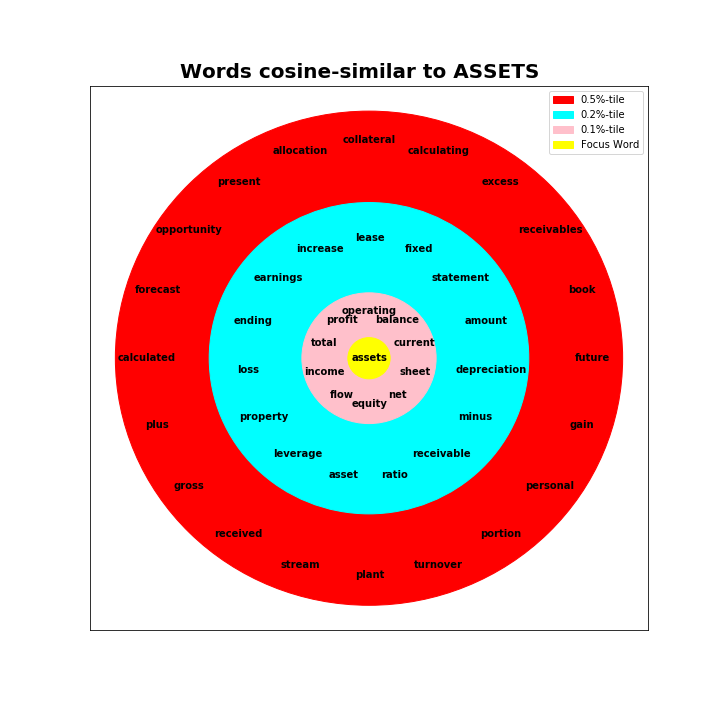 Words cosine-similar to ASSETS
0.5%-tile
0.2%-tile
0.1%-tile
Focus Word
collateral
allocation
calculating
present
excess
opportunity
receivables
forecast
book
calculated
future
plus
gain
gross
personal
received
portion
stream
turnover
plant
lease
increase
fixed
earnings
statement
ending
amount
loss
depreciation
property
minus
leverage
receivable
asset
ratio
operating
profit
balance
total
current
income
sheet
flow
net
equity
assets